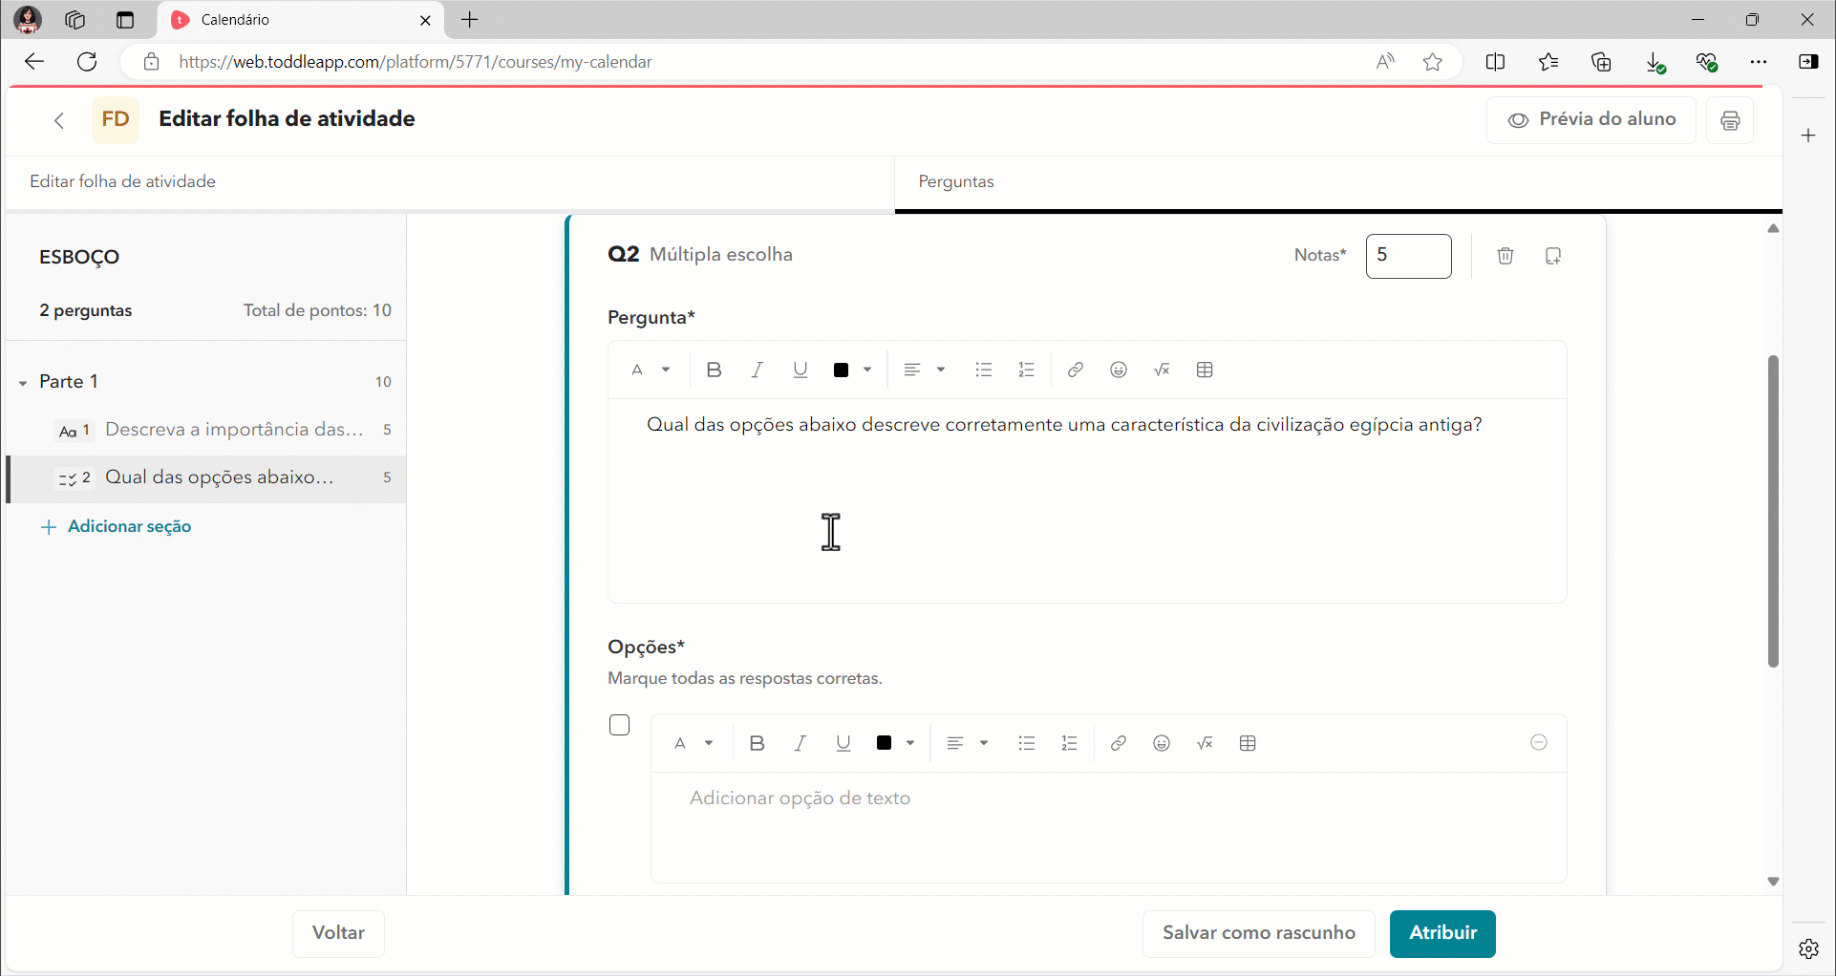 Calendário
https://web.toddleapp.com/platform/5771/courses/my-calendar
FD Editar folha de atividade
Prévia do aluno
Editar folha de atividade
Perguntas
ESBOÇO
2 perguntas Total de pontos: 10
Parte 1 10
Aa 1 Descreva a importância das... 5
2 Qual das opções abaixo... 5
+ Adicionar seção
Q2 Múltipla escolha
Notas* 5
Pergunta*
Qual das opções abaixo descreve corretamente uma característica da civilização egípcia antiga?
Opções*
Marque todas as respostas corretas.
Adicionar opção de texto
Voltar
Salvar como rascunho
Atribuir